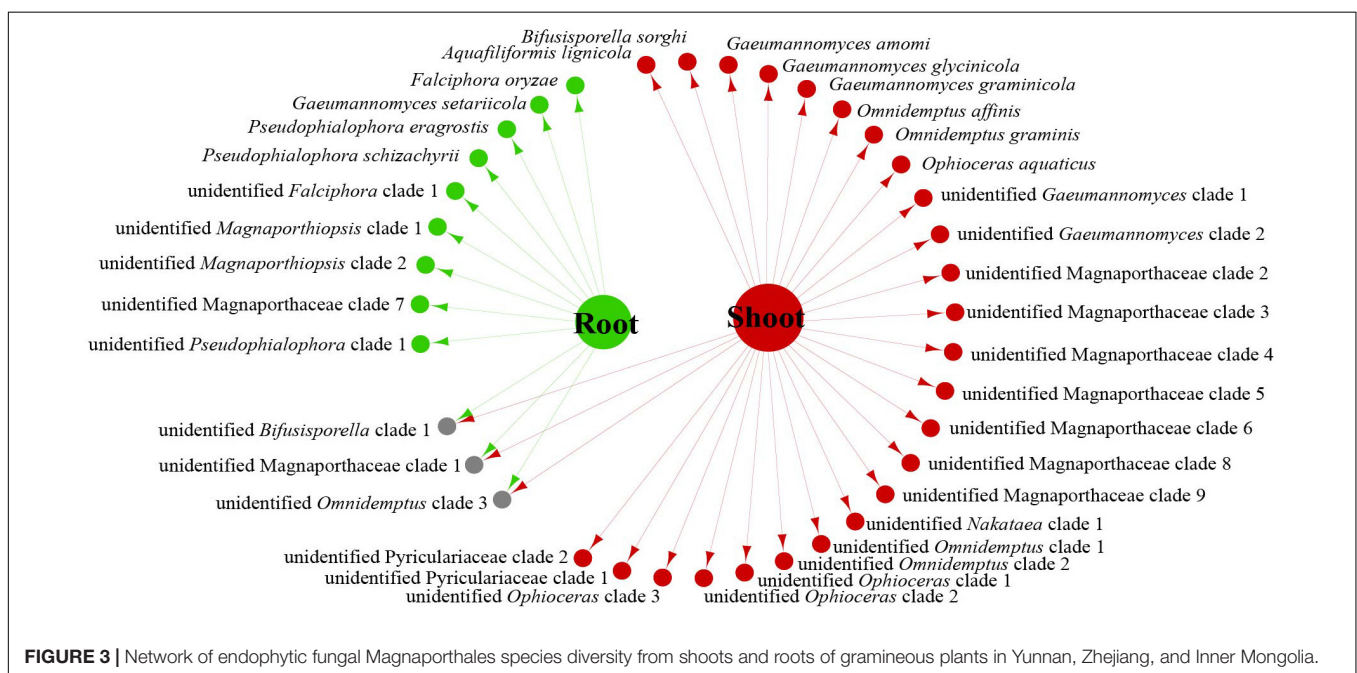 Bifusisporella sorghi
Aquafiliformis lignicola
Falciphora oryzae
Gaeumannomyces setariicola
Pseudophialophora eragrostis
Pseudophialophora schizachyrii
unidentified Falciphora clade 1
unidentified Magnaporthiopsis clade 1
unidentified Magnaporthiopsis clade 2
unidentified Magnaporthaceae clade 7
unidentified Pseudophialophora clade 1
unidentified Bifusisporella clade 1
unidentified Magnaporthaceae clade 1
unidentified Omnidemptus clade 3
Root
Shoot
Gaeumannomyces amomi
Gaeumannomyces glycinicola
Gaeumannomyces graminicola
Omnidemptus affinis
Omnidemptus graminis
Ophioceras aquaticus
unidentified Gaeumannomyces clade 1
unidentified Gaeumannomyces clade 2
unidentified Magnaporthaceae clade 2
unidentified Magnaporthaceae clade 3
unidentified Magnaporthaceae clade 4
unidentified Magnaporthaceae clade 5
unidentified Magnaporthaceae clade 6
unidentified Magnaporthaceae clade 8
unidentified Magnaporthaceae clade 9
unidentified Nakataea clade 1
unidentified Omnidemptus clade 1
unidentified Omnidemptus clade 2
unidentified Ophioceras clade 1
unidentified Ophioceras clade 2
unidentified Pyriculariaceae clade 2
unidentified Pyriculariaceae clade 1
unidentified Ophioceras clade 3
FIGURE 3 | Network of endophytic fungal Magnaporthales species diversity from shoots and roots of gramineous plants in Yunnan, Zhejiang, and Inner Mongolia.